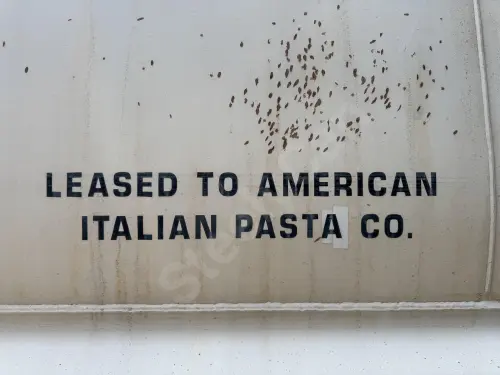 LEASED TO AMERICAN
ITALIAN PASTA CO.